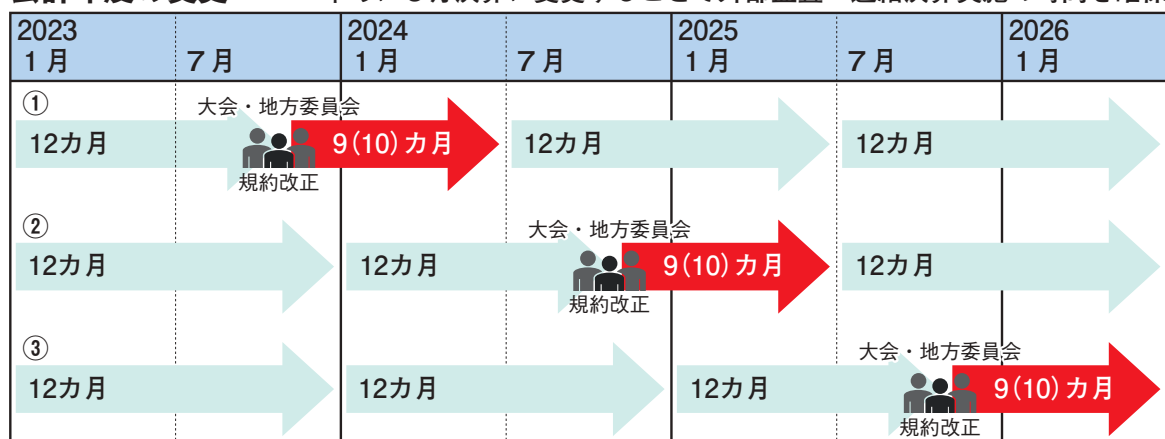 2023
1月
7月
2024
1月
7月
2025
1月
7月
2026
1月
①
大会・地方委員会
12カ月
9(10)カ月
12カ月
12カ月
規約改正
②
大会・地方委員会
12カ月
12カ月
9(10)カ月
12カ月
規約改正
③
大会・地方委員会
12カ月
12カ月
12カ月
9(10)カ月
規約改正